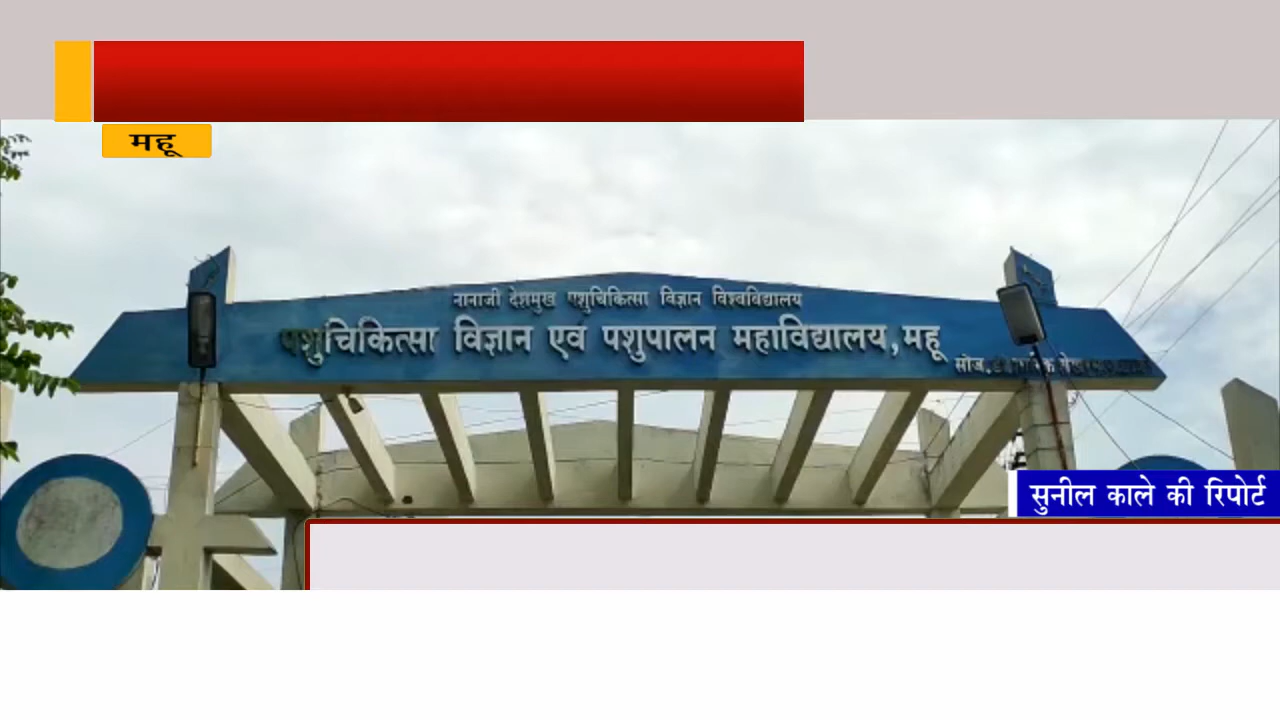 महू
नानाजी देशमुख पशुचिकित्सा विज्ञान विश्वविद्यालय
पशुचिकित्सा विज्ञान एवं पशुपालन महाविद्यालय, महू
सौज.
सुनील काले की रिपोर्ट